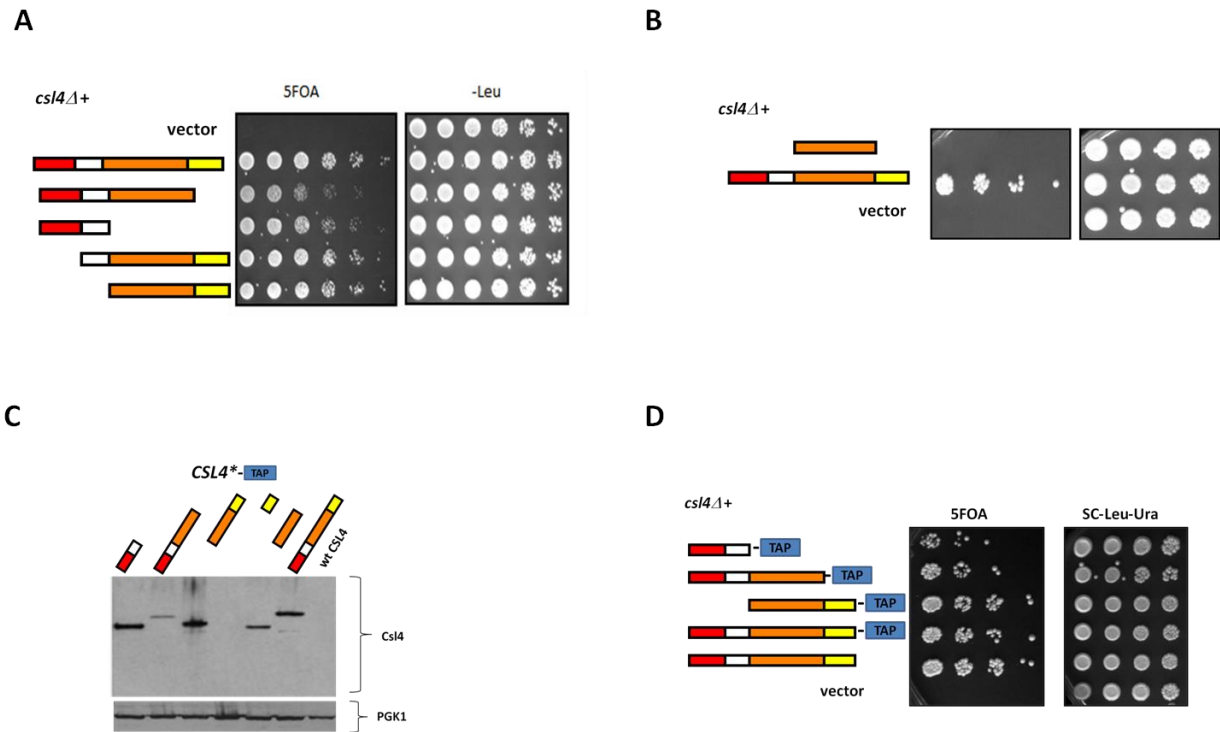 A
csl4Δ+
5FOA
-Leu
vector
B
csl4Δ+
vector
C
CSL4*-TAP
wt CSL4
Csl4
PGK1
D
csl4Δ+
5FOA
SC-Leu-Ura
-TAP
-TAP
-TAP
-TAP
vector